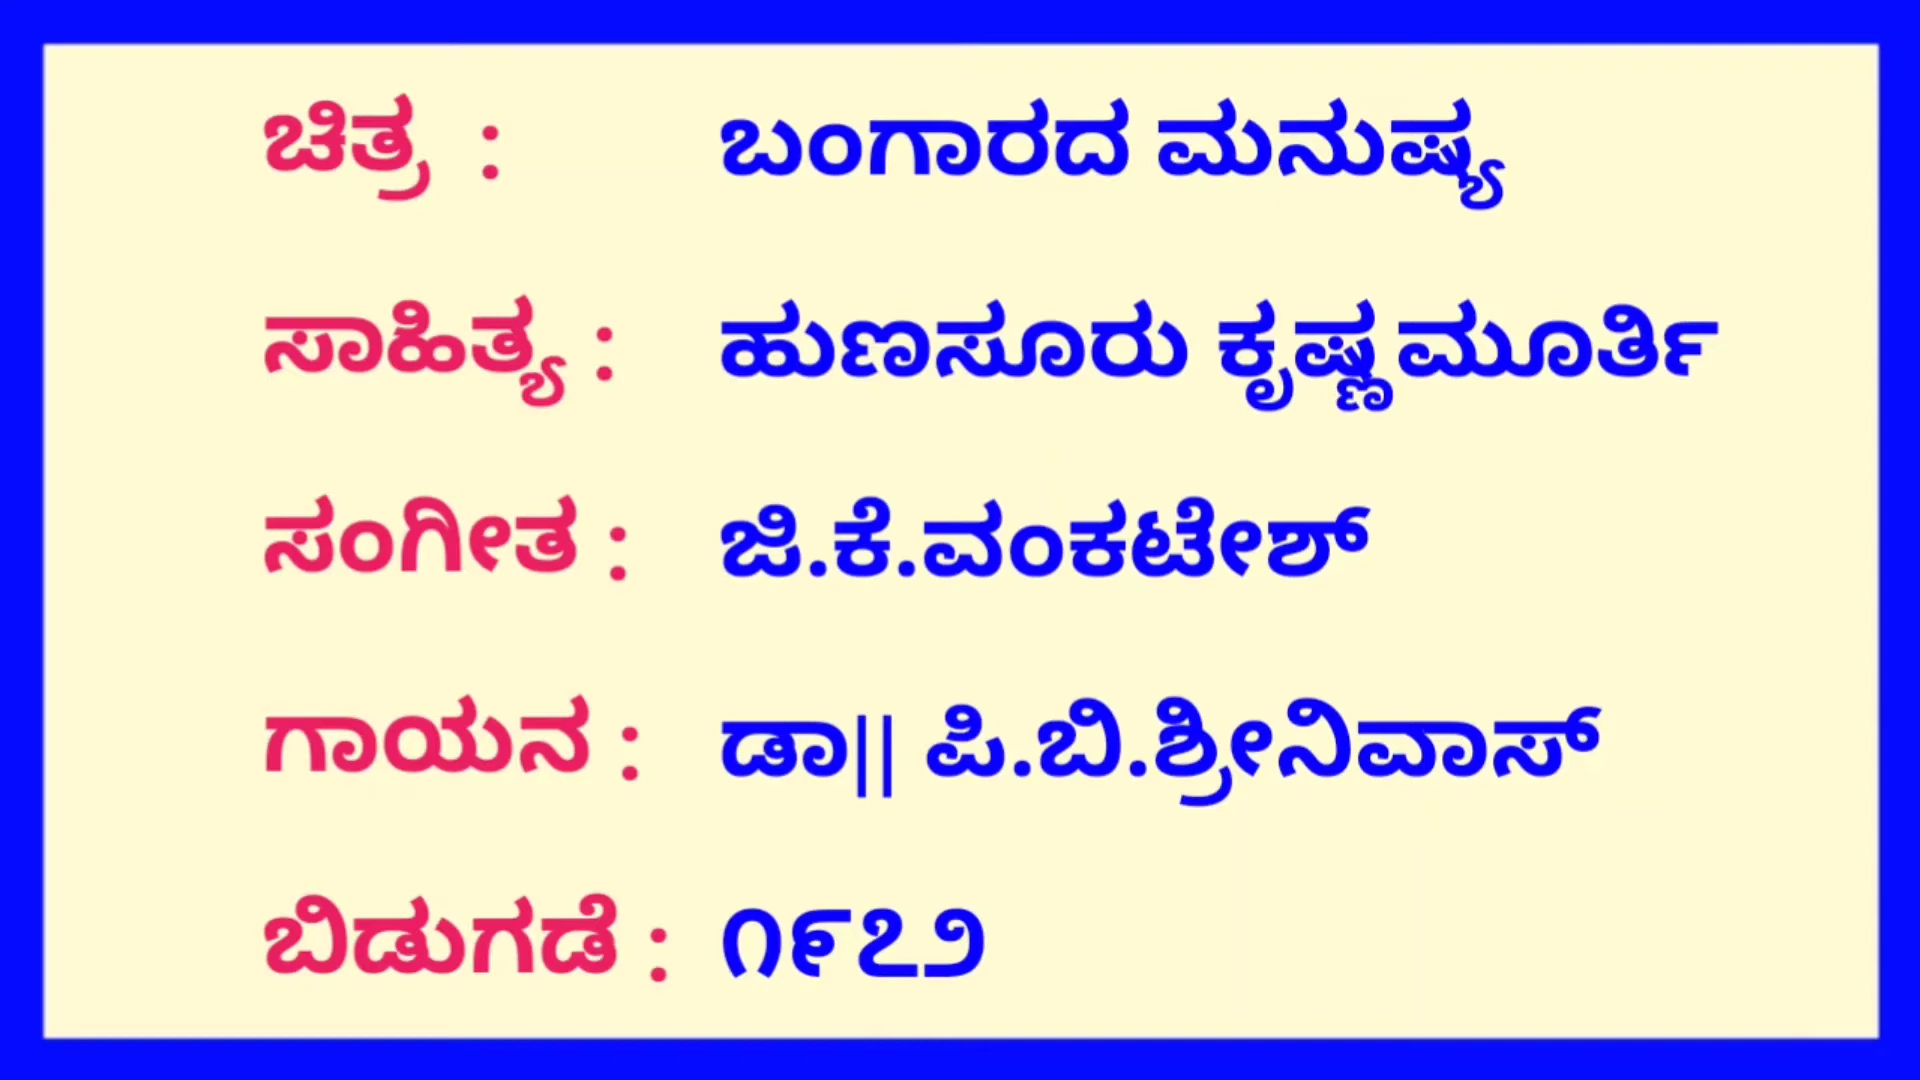 ಚಿತ್ರ : ಬಂಗಾರದ ಮನುಷ್ಯ
ಸಾಹಿತ್ಯ : ಹುಣಸೂರು ಕೃಷ್ಣಮೂರ್ತಿ
ಸಂಗೀತ : ಜಿ.ಕೆ.ವಂಕಟೇಶ್
ಗಾಯನ : ಡಾ|| ಪಿ.ಬಿ.ಶ್ರೀನಿವಾಸ್
ಬಿಡುಗಡೆ : ೧೯೭೨